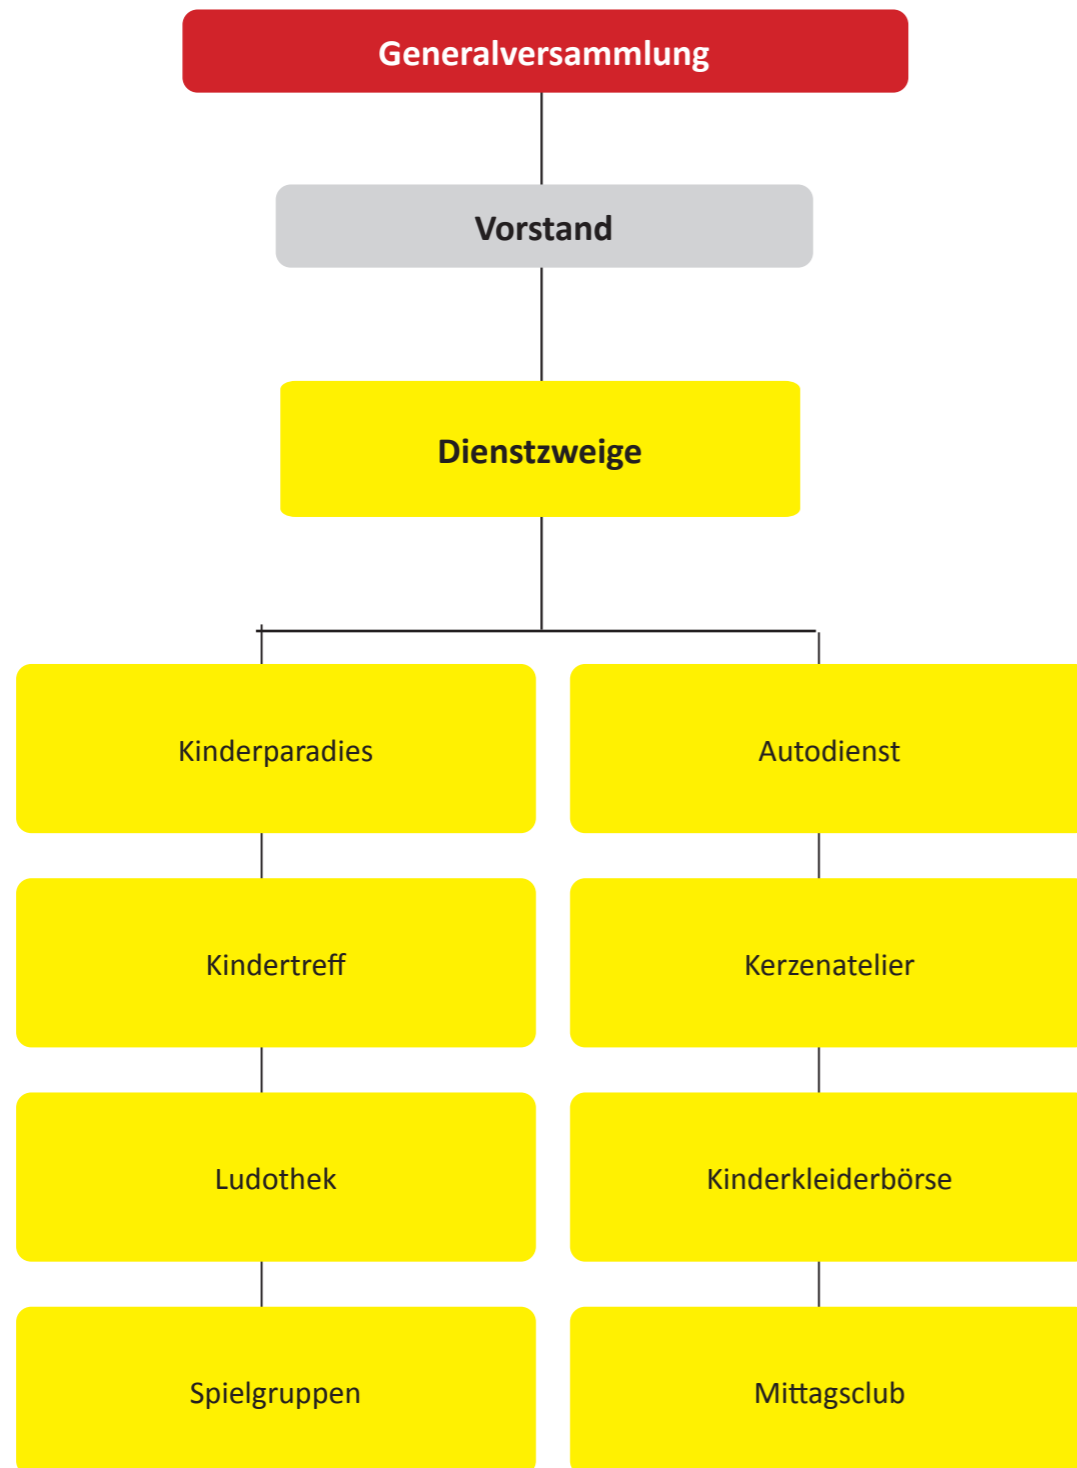 Generalversammlung
Vorstand
Dienstzweige
Kinderparadies
Autodienst
Kindertreff
Kerzenatelier
Ludothek
Kinderkleiderbörse
Spielgruppen
Mittagsclub